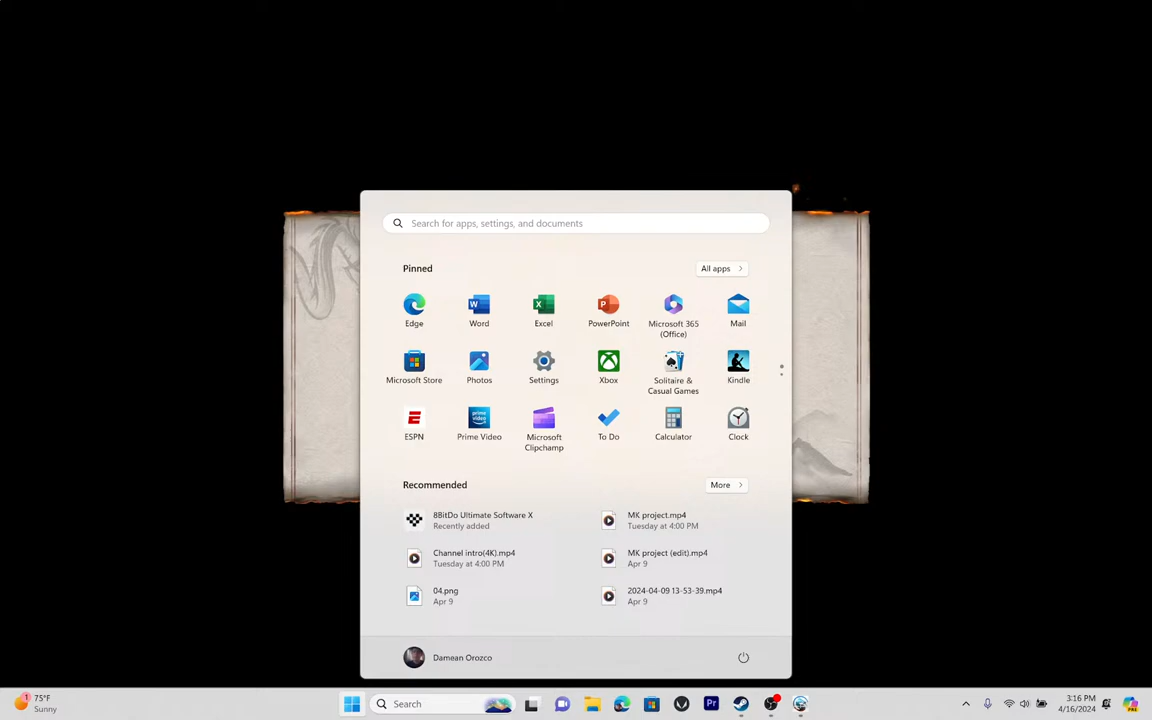 Search for apps, settings, and documents
Pinned
All apps
Edge
Word
Excel
PowerPoint
Microsoft 365
(Office)
Mail
Microsoft Store
Photos
Settings
Xbox
Solitaire &
Casual Games
Kindle
ESPN
Prime Video
Microsoft
Clipchamp
To Do
Calculator
Clock
Recommended
More
8BitDo Ultimate Software X
Recently added
MK project.mp4
Tuesday at 4:00 PM
Channel intro(4K).mp4
Tuesday at 4:00 PM
MK project (edit).mp4
Apr 9
04.png
Apr 9
2024-04-09 13-53-39.mp4
Apr 9
Damean Orozco
1
75°F
Sunny
Search
Pr
3:16 PM
4/16/2024
PRE